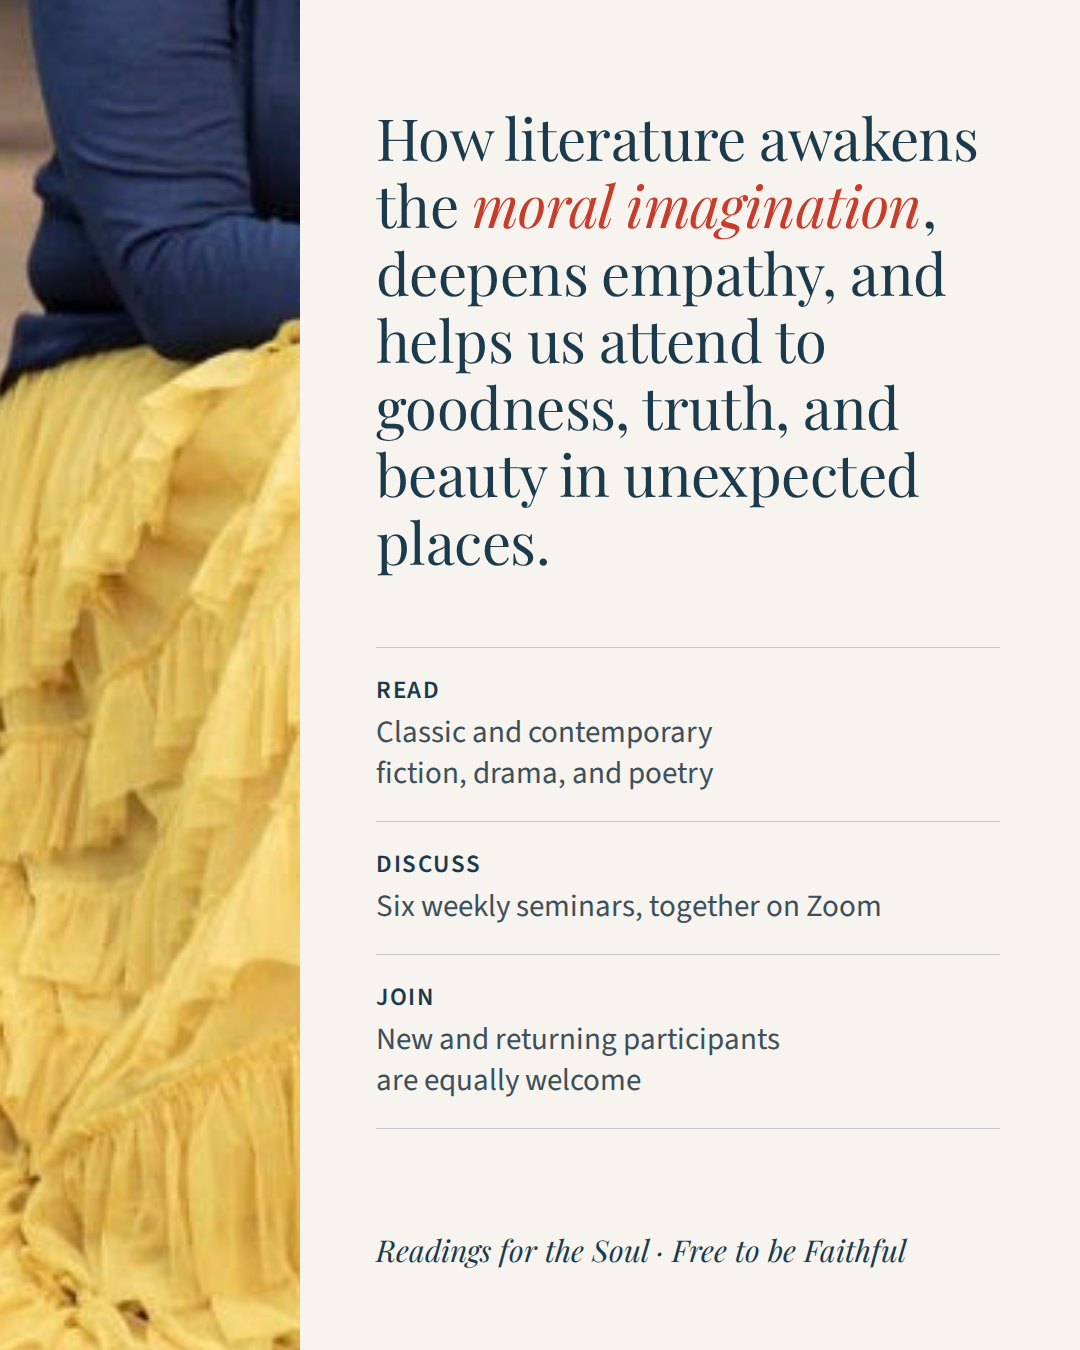 How literature awakens
the moral imagination,
deepens empathy, and
helps us attend to
goodness, truth, and
beauty in unexpected
places.
READ
Classic and contemporary
fiction, drama, and poetry
DISCUSS
Six weekly seminars, together on Zoom
JOIN
New and returning participants
are equally welcome
Readings for the Soul · Free to be Faithful